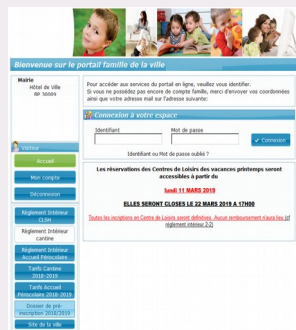 Bienvenue sur le portail famille de la ville
Mairie
Hôtel de Ville
BP 30009
Visiteur
Accueil
Mon compte
Déconnexion
Règlement Intérieur
CLSH
Règlement Intérieur
cantine
Règlement Intérieur
Accueil Périscolaire
Tarifs Cantine
2018-2019
Tarifs Accueil
Périscolaire 2018-2019
Dossier de pré-
inscription 2018/2019
Site de la ville
Pour accéder aux services du portail en ligne, veuillez vous identifier.
Si vous ne possédez pas encore de compte famille, merci d'envoyer vos coordonnées
ainsi que votre adresse mail sur l'adresse suivante:
Connexion à votre espace
Identifiant
Mot de passe
Connexion
Identifiant ou Mot de passe oublié ?
Les réservations des Centres de Loisirs des vacances printemps seront
accessibles à partir du
lundi 11 MARS 2019
ELLES SERONT CLOSES LE 22 MARS 2019 A 17H00
Toutes les incriptions en Centre de Loisirs seront définitives. Aucun remboursement n'aura lieu (cf
règlement intérieur 2-2)